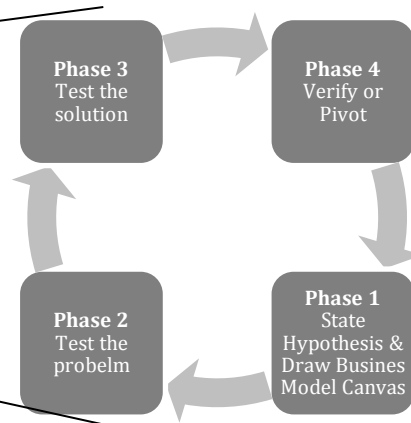 Phase 3
Test the
solution
Phase 4
Verify or
Pivot
Phase 2
Test the
probelm
Phase 1
State
Hypothesis &
Draw Busines
Model Canvas